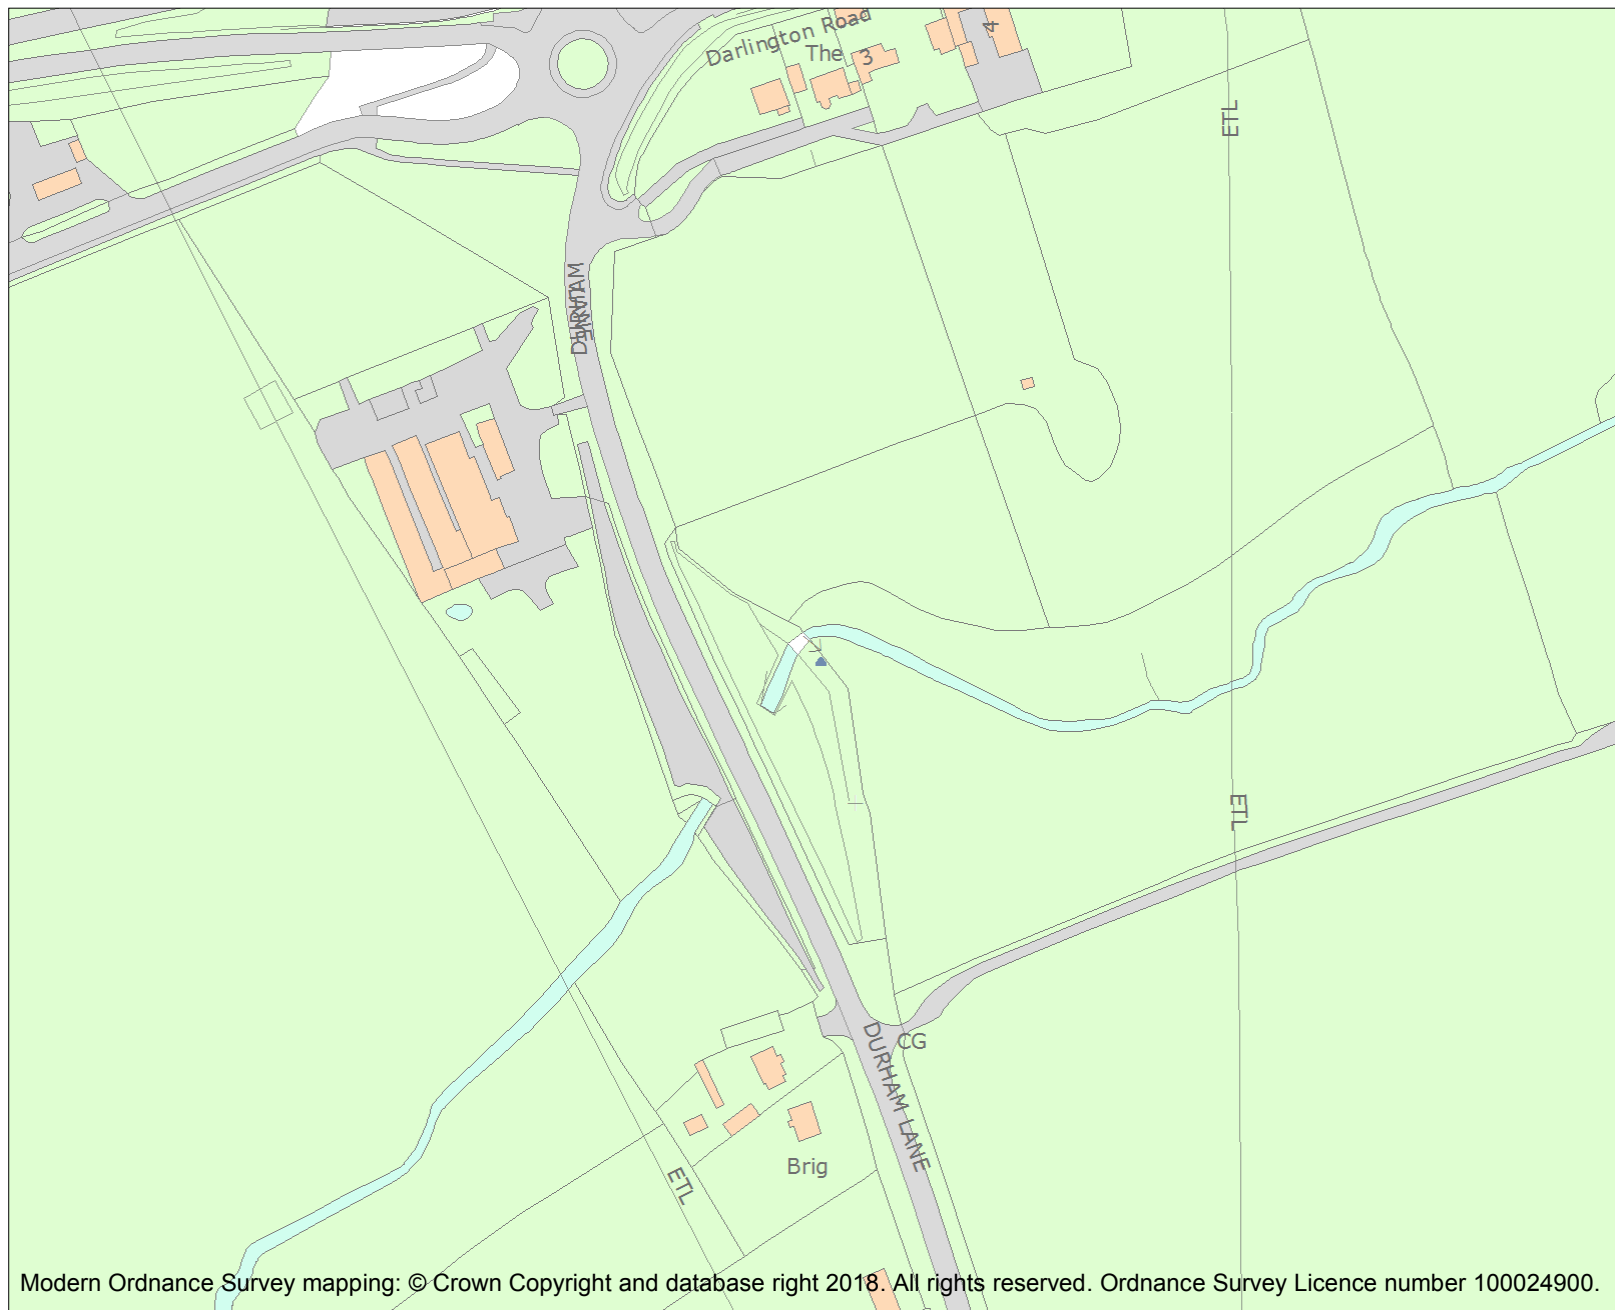 Darlington Road
The 3
4
ETL
DURHAM
LANE
ETL
CG
DURHAM LANE
Brig
ETL
Modern Ordnance Survey mapping: © Crown Copyright and database right 2018. All rights reserved. Ordnance Survey Licence number 100024900.